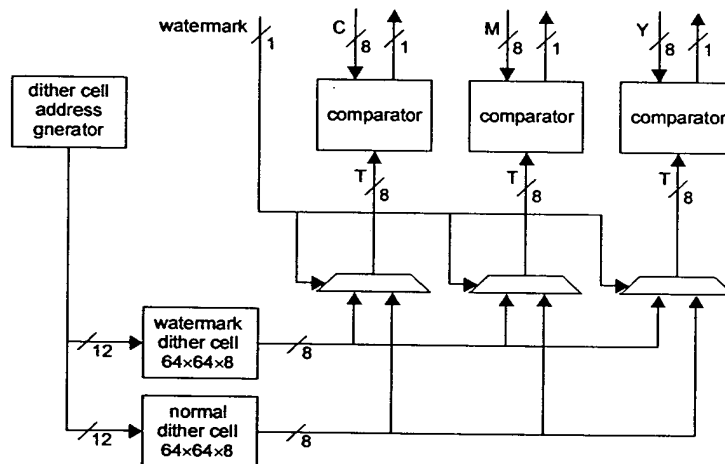 watermark 1 C 8 1 M 8 1 Y 8 1
dither cell
address
gnerator
comparator comparator comparator
T 8 T 8 T 8
12
watermark
dither cell
64×64×8
8
12
normal
dither cell
64×64×8
8